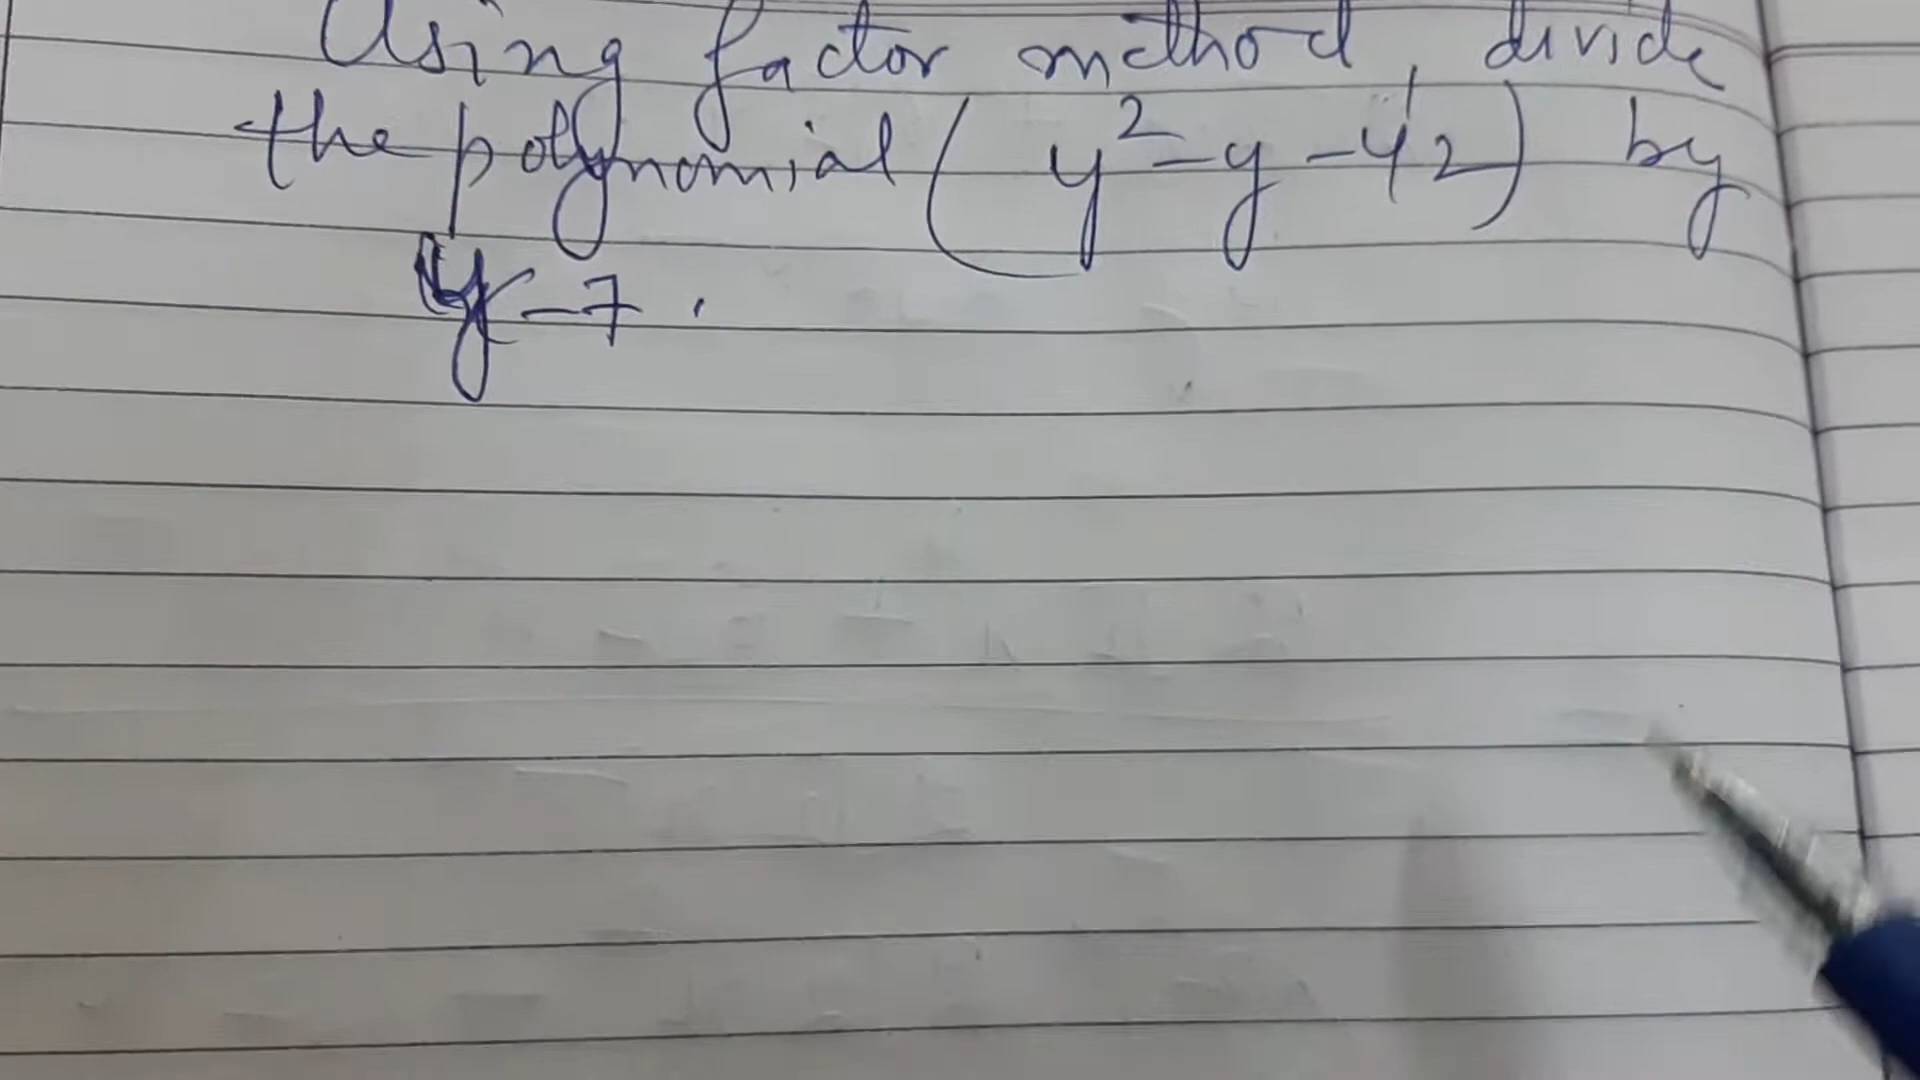 Using factor method, divide
the polynomial (y² - y - 42) by
y - 7.